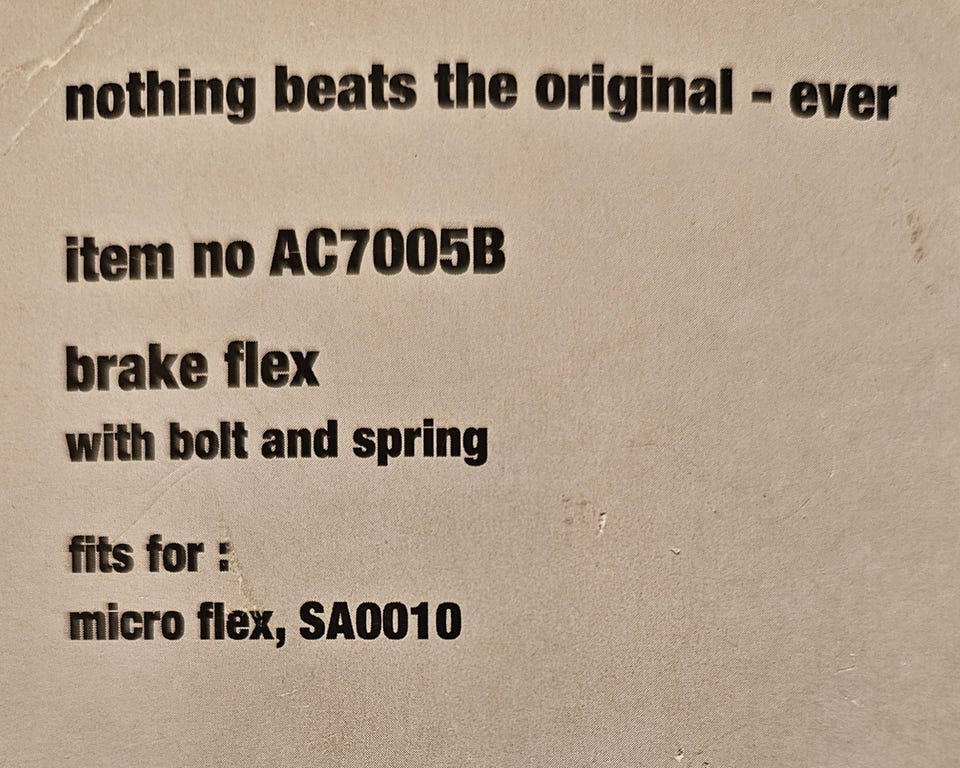 nothing beats the original - ever
item no AC7005B
brake flex
with bolt and spring
fits for :
micro flex, SA0010